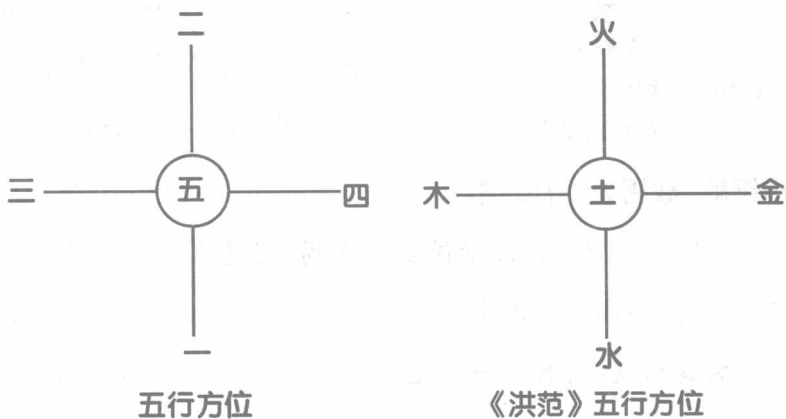 二
三 五 四
一
五行方位
火
木 土 金
水
《洪范》五行方位